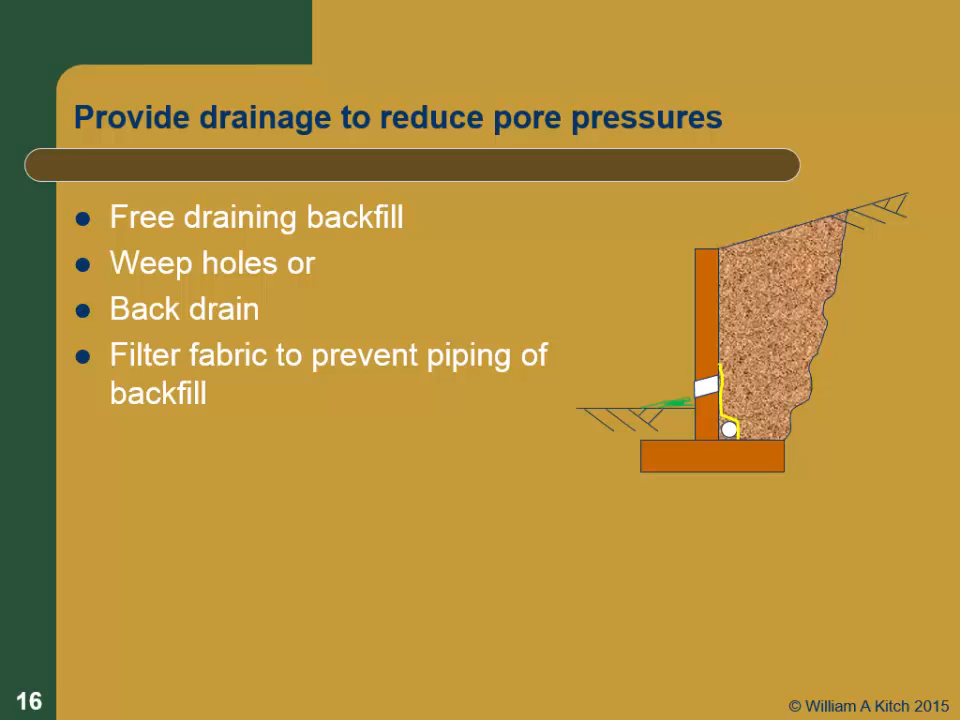 Provide drainage to reduce pore pressures
Free draining backfill
Weep holes or
Back drain
Filter fabric to prevent piping of
backfill
16
© William A Kitch 2015